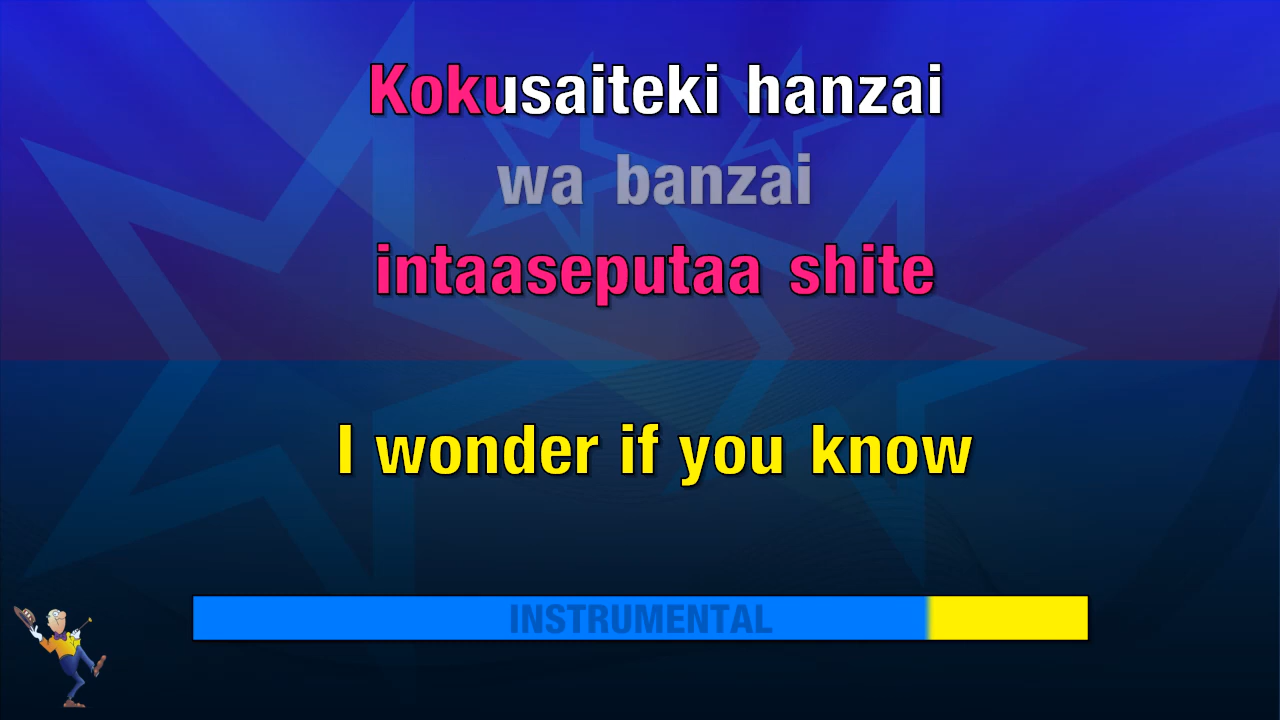 Kokusaiteki hanzai
wa banzai
intaaseputaa shite
I wonder if you know
INSTRUMENTAL